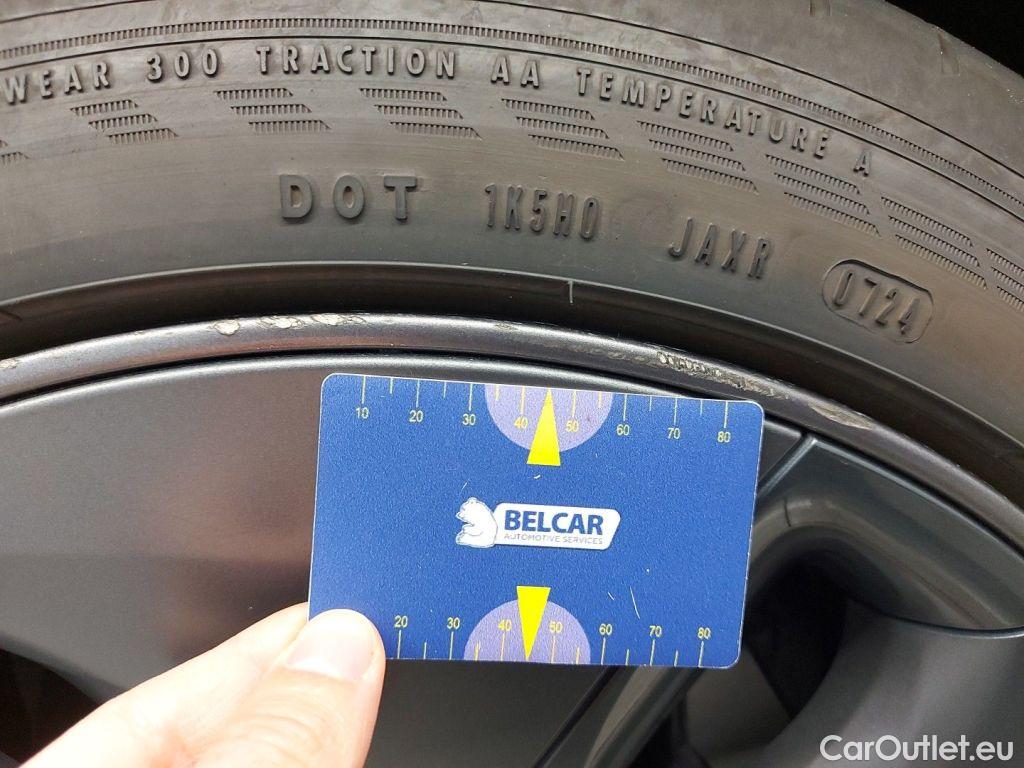 WEAR 300 TRACTION AA TEMPERATURE A
DOT 1K5H0 JAXR 0724
10 20 30 40 50 60 70 80
BELCAR
AUTOMOTIVE SERVICES
20 30 40 50 60 70 80
CarOutlet.eu